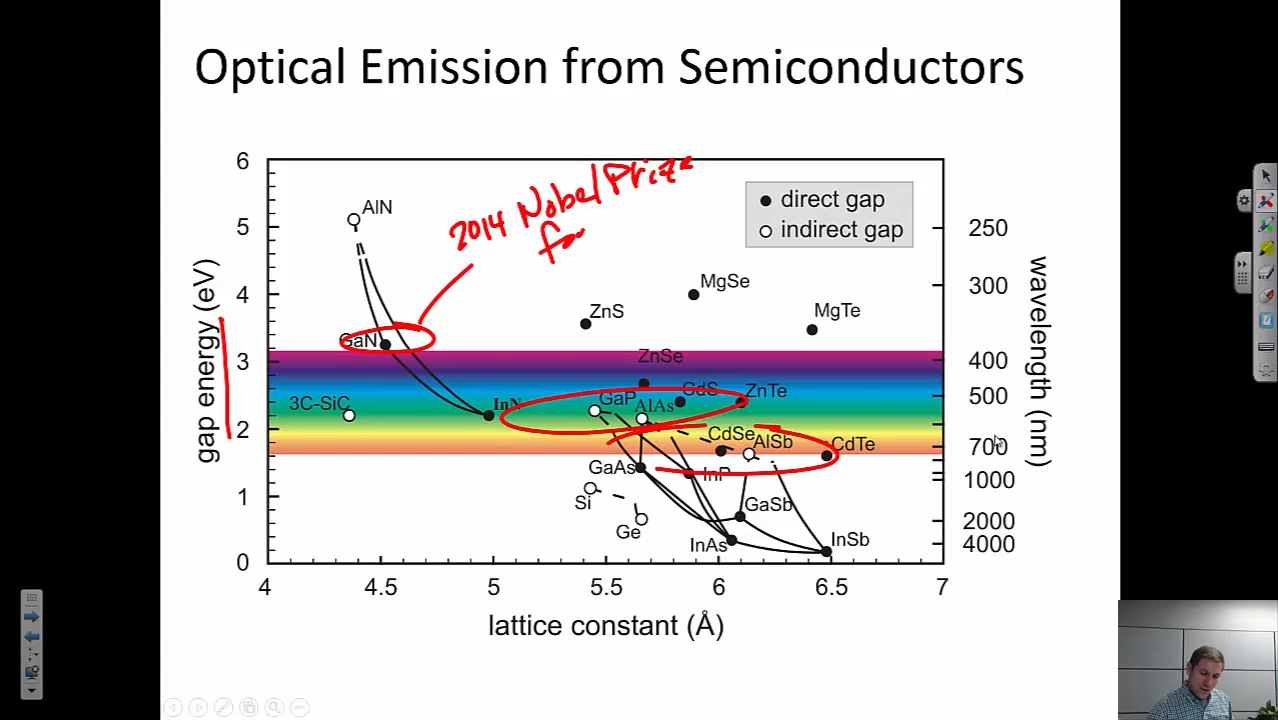 Optical Emission from Semiconductors
6
5
4
3
2
1
0
gap energy (eV)
AlN
2014 Nobel Prize
for
direct gap
indirect gap
MgSe
ZnS
MgTe
GaN
ZnSe
CdS
ZnTe
GaP
AlAs
InN
3C-SiC
CdSe
AlSb
CdTe
GaAs
InP
Si
Ge
GaSb
InAs
InSb
250
300
400
500
700
1000
2000
4000
wavelength (nm)
4 4.5 5 5.5 6 6.5 7
lattice constant (Å)